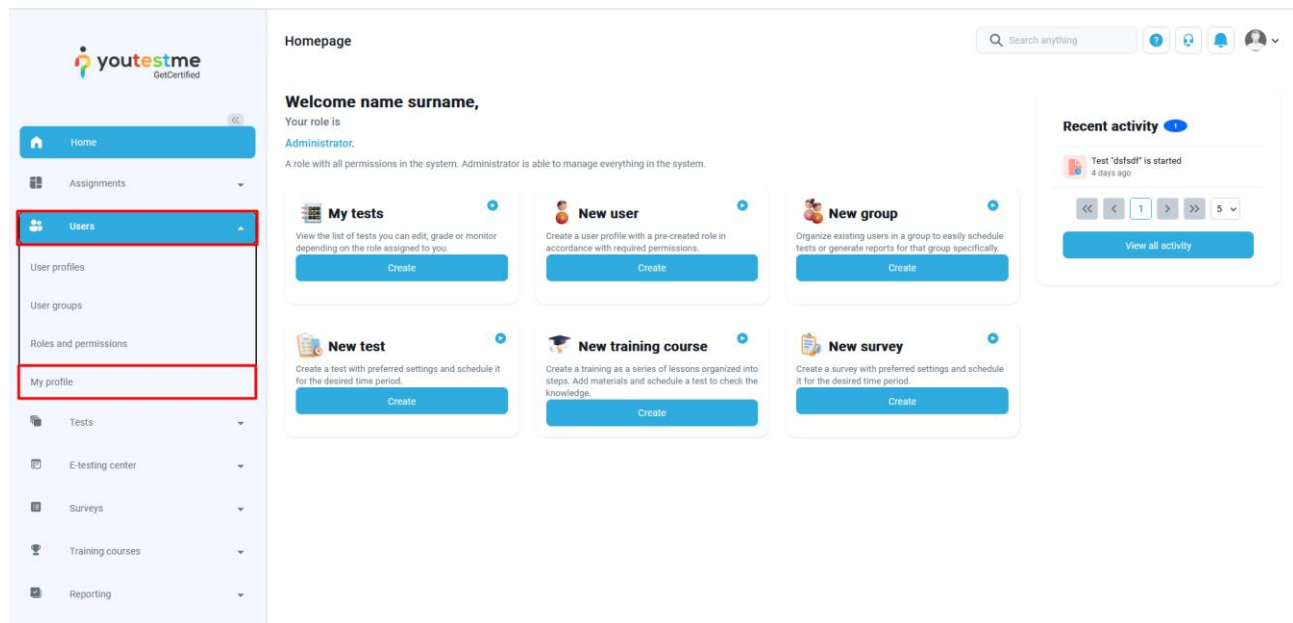 youtestme
GetCertified
Home
Assignments
Users
User profiles
User groups
Roles and permissions
My profile
Tests
E-testing center
Surveys
Training courses
Reporting
Homepage
Search anything
Welcome name surname,
Your role is
Administrator.
A role with all permissions in the system. Administrator is able to manage everything in the system.
My tests
View the list of tests you can edit, grade or monitor
depending on the role assigned to you.
Create
New user
Create a user profile with a pre-created role in
accordance with required permissions.
Create
New group
Organize existing users in a group to easily schedule
tests or generate reports for that group specifically.
Create
New test
Create a test with preferred settings and schedule it
for the desired time period.
Create
New training course
Create a training as a series of lessons organized into
steps. Add materials and schedule a test to check the
knowledge.
Create
New survey
Create a survey with preferred settings and schedule
it for the desired time period.
Create
Recent activity 1
Test "dsfsdf" is started
4 days ago
1 5
View all activity